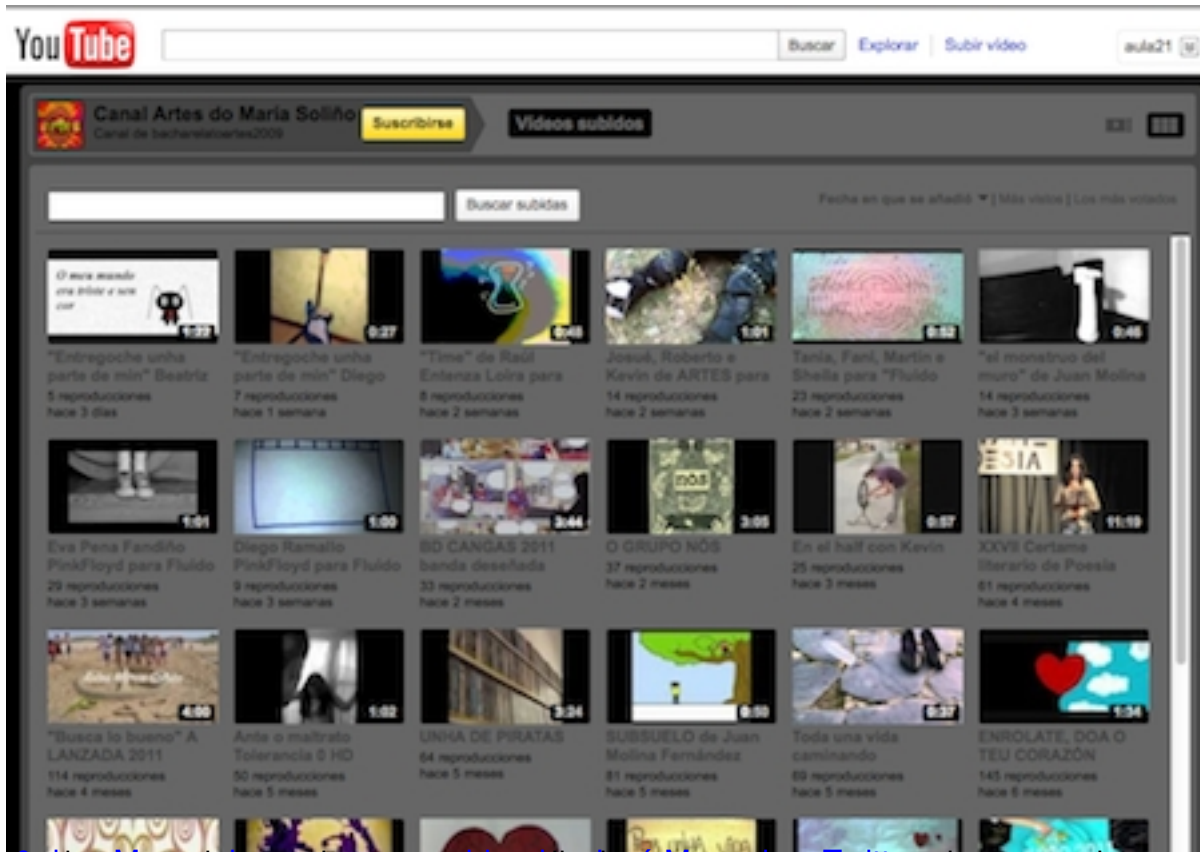 YouTube
Buscar
Explorar
Subir vídeo
aula21
Canal Artes do María Soliño
Canal de bacharelatoartes2009
Suscribirse
Vídeos subidos
Buscar subidas
Fecha en que se añadió | Más vistos | Los más votados
O meu mundo
era triste e sen
cor
1:22
0:27
0:48
1:01
0:52
0:46
"Entregoche unha
parte de min" Beatriz
5 reproducciones
hace 3 días
"Entregoche unha
parte de min" Diego
7 reproducciones
hace 1 semana
"Time" de Raúl
Entenza Loira para
8 reproducciones
hace 2 semanas
Josué, Roberto e
Kevin de ARTES para
14 reproducciones
hace 2 semanas
Tania, Fani, Martin e
Sheila para "Fluido
23 reproducciones
hace 2 semanas
"el monstruo del
muro" de Juan Molina
14 reproducciones
hace 3 semanas
1:01
1:00
3:44
NÓS
3:05
0:57
ESIA
11:19
Eva Pena Fandiño
PinkFloyd para Fluido
29 reproducciones
hace 3 semanas
Diego Ramallo
PinkFloyd para Fluido
9 reproducciones
hace 3 semanas
BD CANGAS 2011
banda deseñada
33 reproducciones
hace 2 meses
O GRUPO NÓS
37 reproducciones
hace 2 meses
En el half con Kevin
25 reproducciones
hace 3 meses
XXVII Certame
literario de Poesía
61 reproducciones
hace 4 meses
4:00
1:02
3:24
0:50
0:37
1:34
"Busca lo bueno" A
LANZADA 2011
114 reproducciones
hace 4 meses
Ante o maltrato
Tolerancia 0 HD
50 reproducciones
hace 5 meses
UNHA DE PIRATAS
64 reproducciones
hace 5 meses
SUBSUELO de Juan
Molina Fernández
81 reproducciones
hace 5 meses
Toda una vida
caminando
69 reproducciones
hace 5 meses
ENROLATE, DOA O
TEU CORAZÓN
145 reproducciones
hace 6 meses